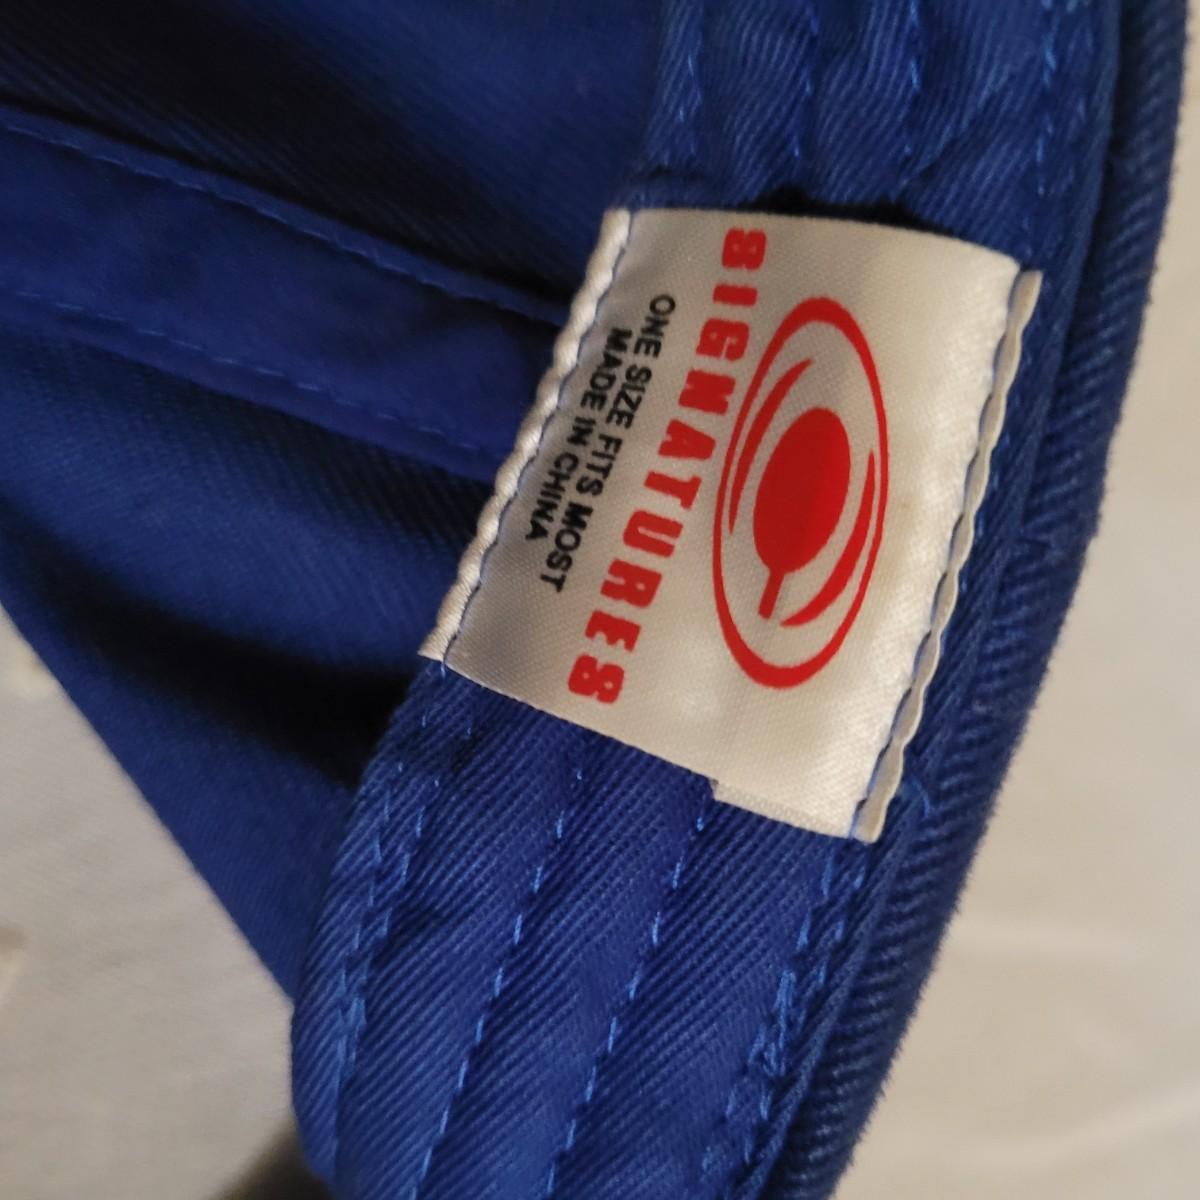 SIGNATURES
ONE SIZE FITS MOST
MADE IN CHINA